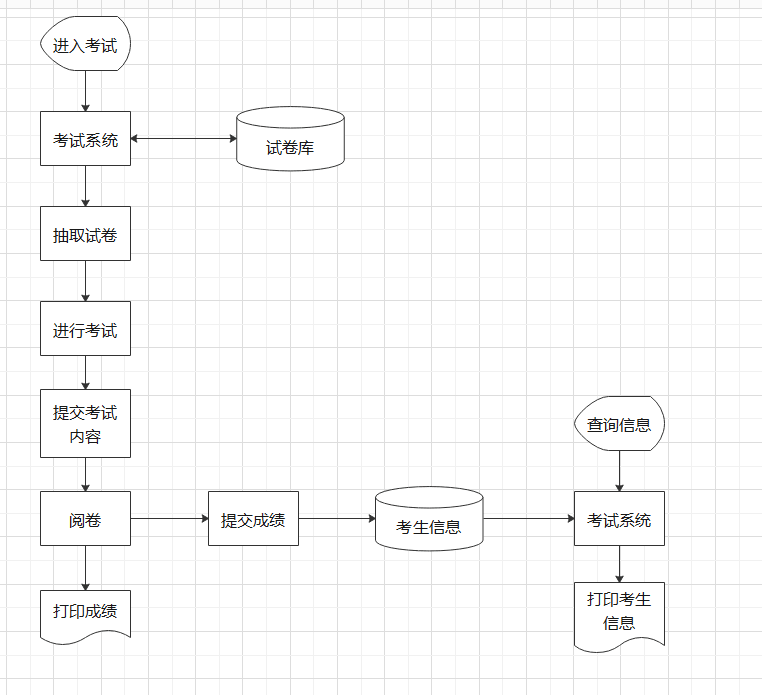 进入考试
考试系统
试卷库
抽取试卷
进行考试
提交考试
内容
查询信息
阅卷
提交成绩
考生信息
考试系统
打印成绩
打印考生
信息